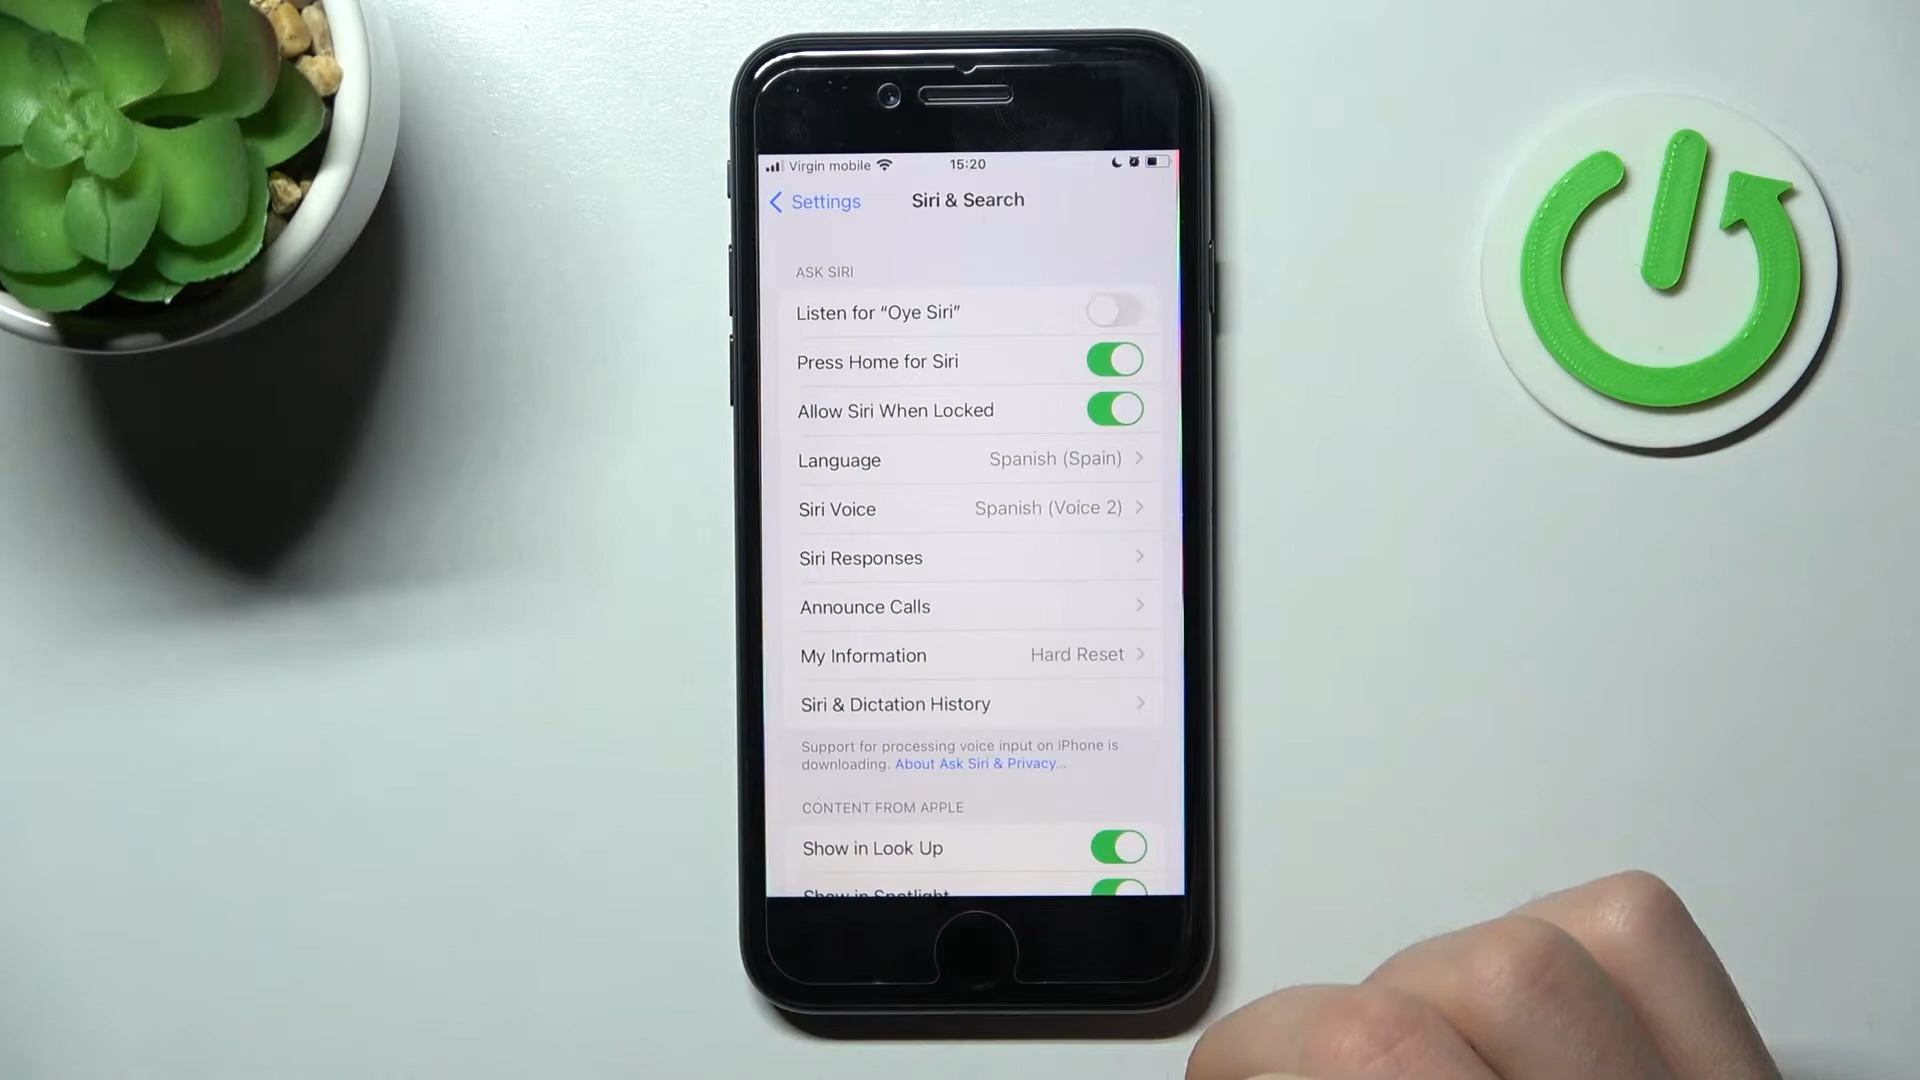 Virgin mobile 15:20
Settings Siri & Search
ASK SIRI
Listen for “Oye Siri”
Press Home for Siri
Allow Siri When Locked
Language Spanish (Spain)
Siri Voice Spanish (Voice 2)
Siri Responses
Announce Calls
My Information Hard Reset
Siri & Dictation History
Support for processing voice input on iPhone is
downloading. About Ask Siri & Privacy...
CONTENT FROM APPLE
Show in Look Up
Show in Spotlight